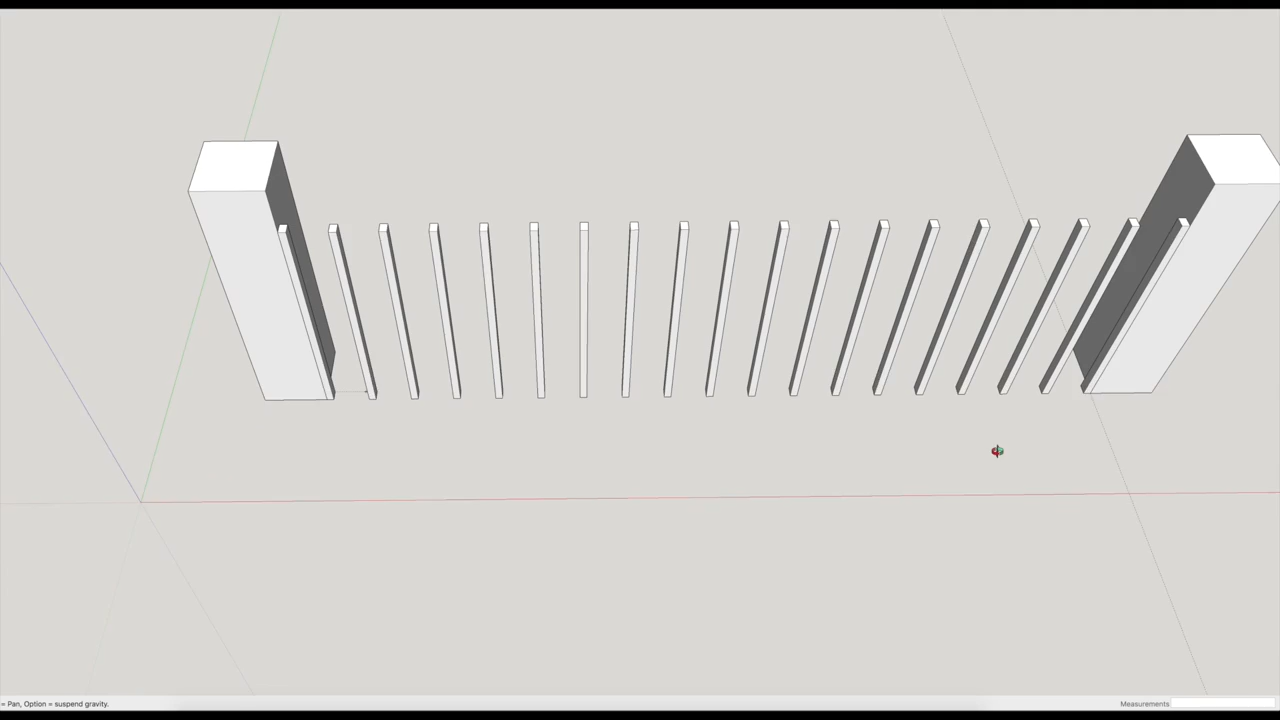 = Pan, Option = suspend gravity.
Measurements